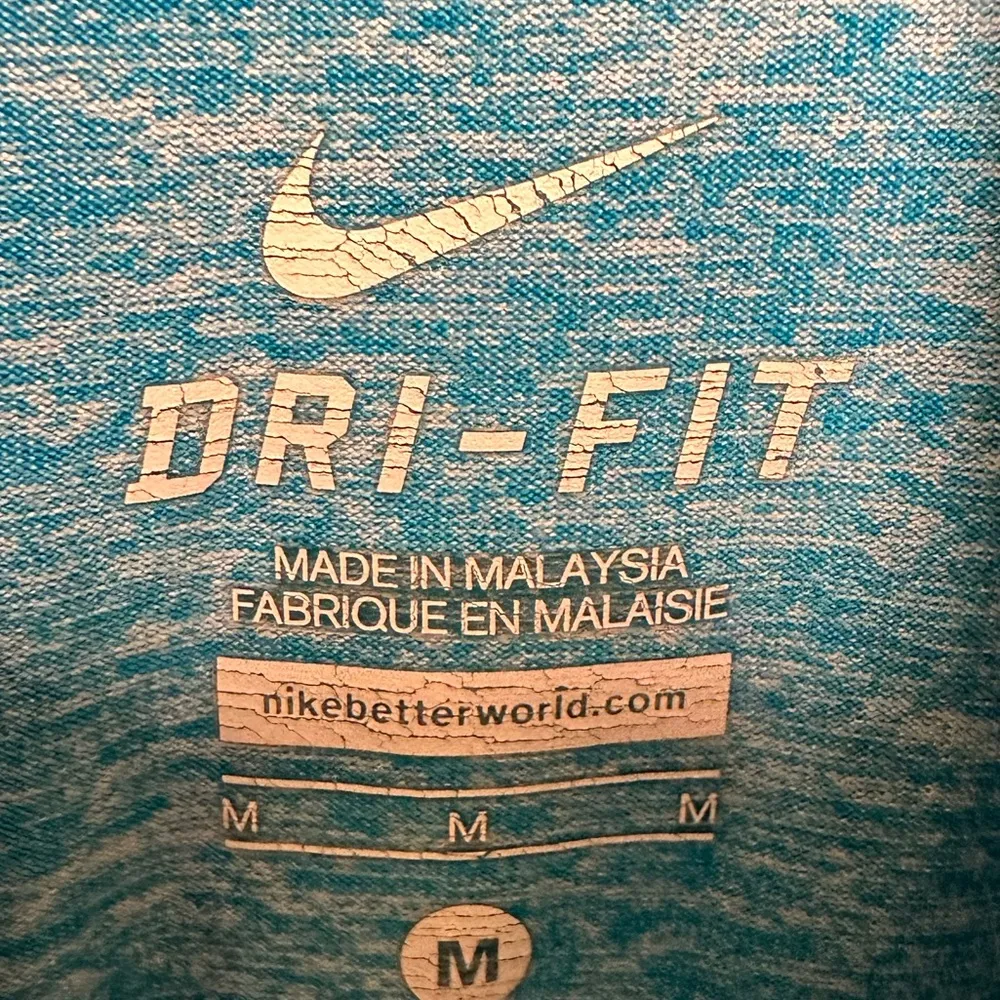 DRI-FIT
MADE IN MALAYSIA
FABRIQUE EN MALAISIE
nikebetterworld.com
M M M
M